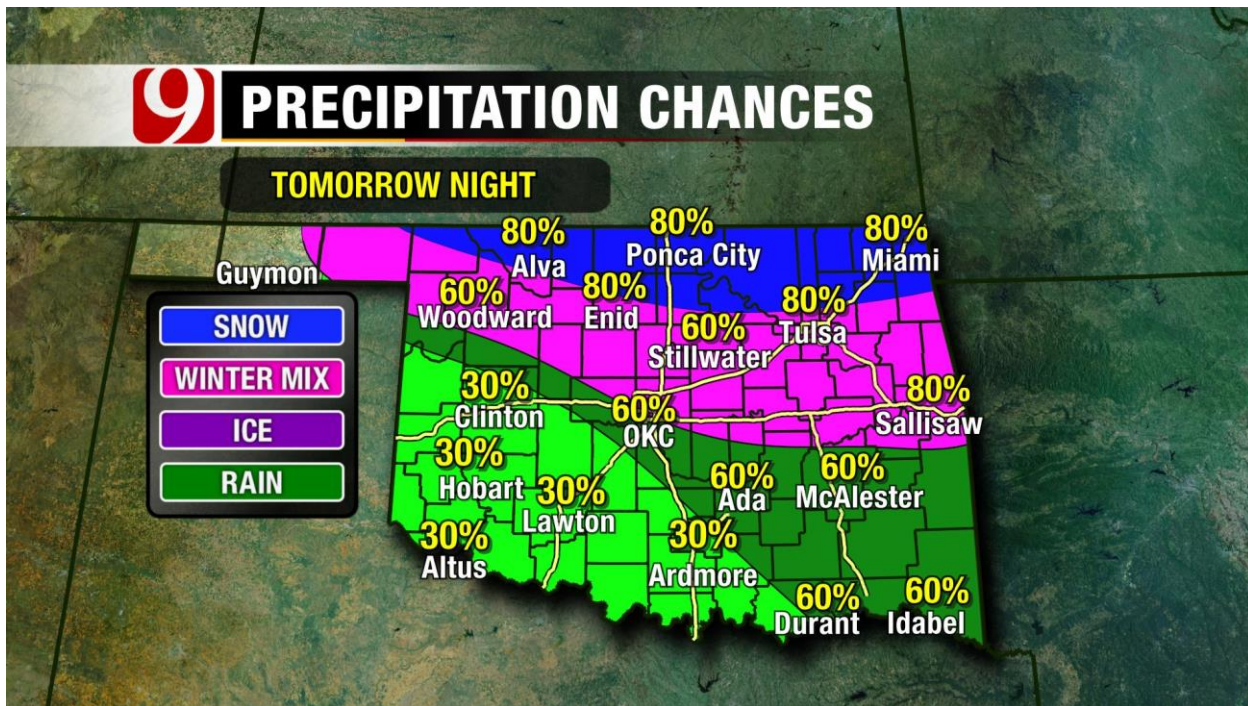 9 PRECIPITATION CHANCES
TOMORROW NIGHT
80%
Alva
80%
Ponca City
80%
Miami
Guymon
60%
Woodward
80%
Enid
60%
Stillwater
80%
Tulsa
SNOW
WINTER MIX
ICE
RAIN
30%
Clinton
60%
OKC
80%
Sallisaw
30%
Hobart
30%
Lawton
60%
Ada
60%
McAlester
30%
Altus
30%
Ardmore
60%
Durant
60%
Idabel